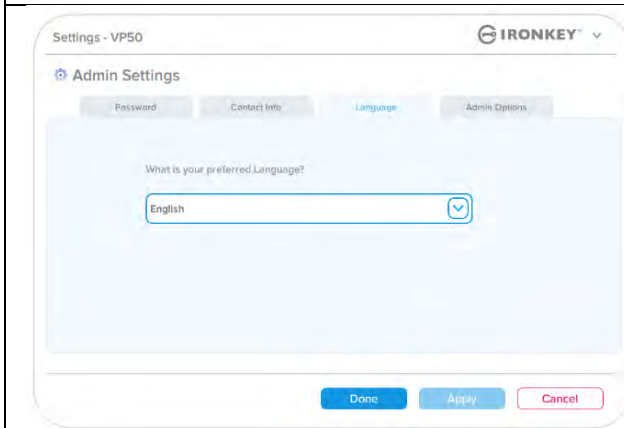 Settings - VP50
IRONKEY™
Admin Settings
Password Contact Info Language Admin Options
What is your preferred Language?
English
Done Apply Cancel